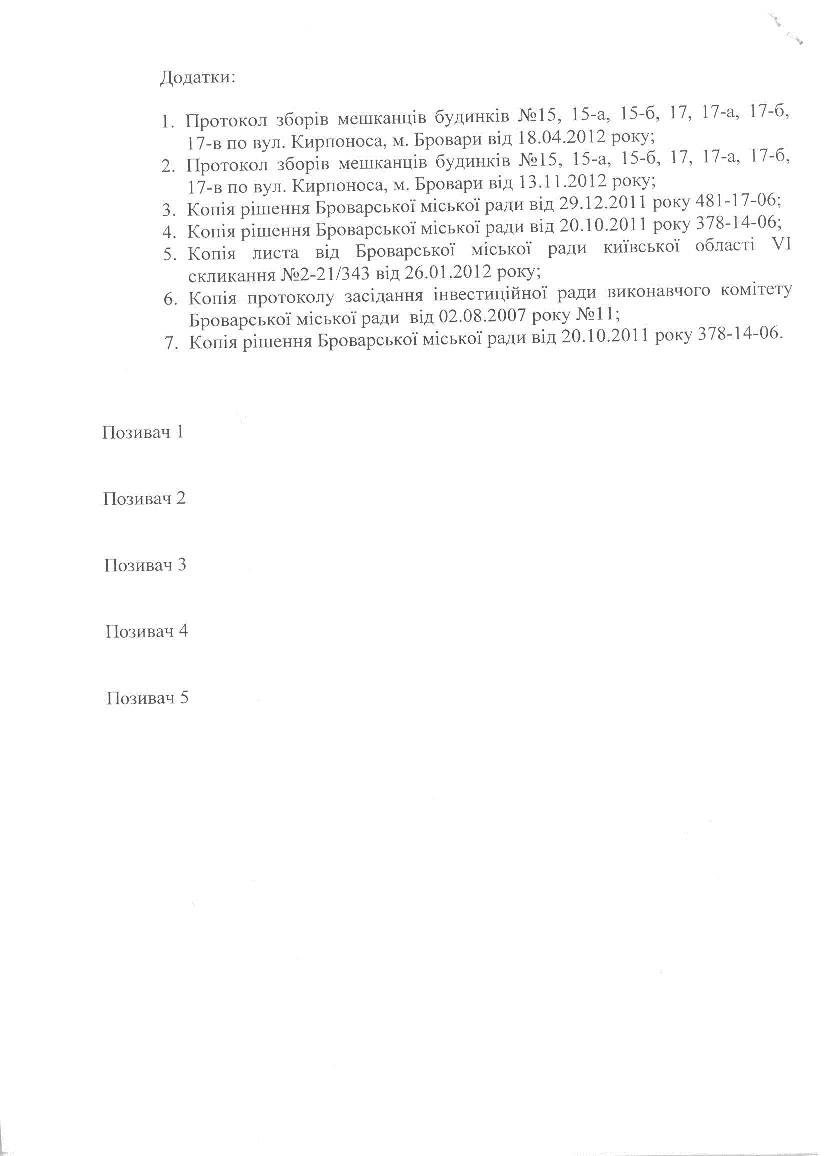 Додатки:
1. Протокол зборів мешканців будинків №15, 15-а, 15-б, 17, 17-а, 17-б,
17-в по вул. Кирпоноса, м. Бровари від 18.04.2012 року;
2. Протокол зборів мешканців будинків №15, 15-а, 15-б, 17, 17-а, 17-б,
17-в по вул. Кирпоноса, м. Бровари від 13.11.2012 року;
3. Копія рішення Броварської міської ради від 29.12.2011 року 481-17-06;
4. Копія рішення Броварської міської ради від 20.10.2011 року 378-14-06;
5. Копія листа від Броварської міської ради київської області VI
скликання №2-21/343 від 26.01.2012 року;
6. Копія протоколу засідання інвестиційної ради виконавчого комітету
Броварської міської ради від 02.08.2007 року №11;
7. Копія рішення Броварської міської ради від 20.10.2011 року 378-14-06.
Позивач 1
Позивач 2
Позивач 3
Позивач 4
Позивач 5